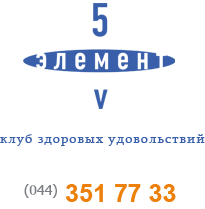 5
элемент
V
клуб здоровых удовольствий
(044) 351 77 33